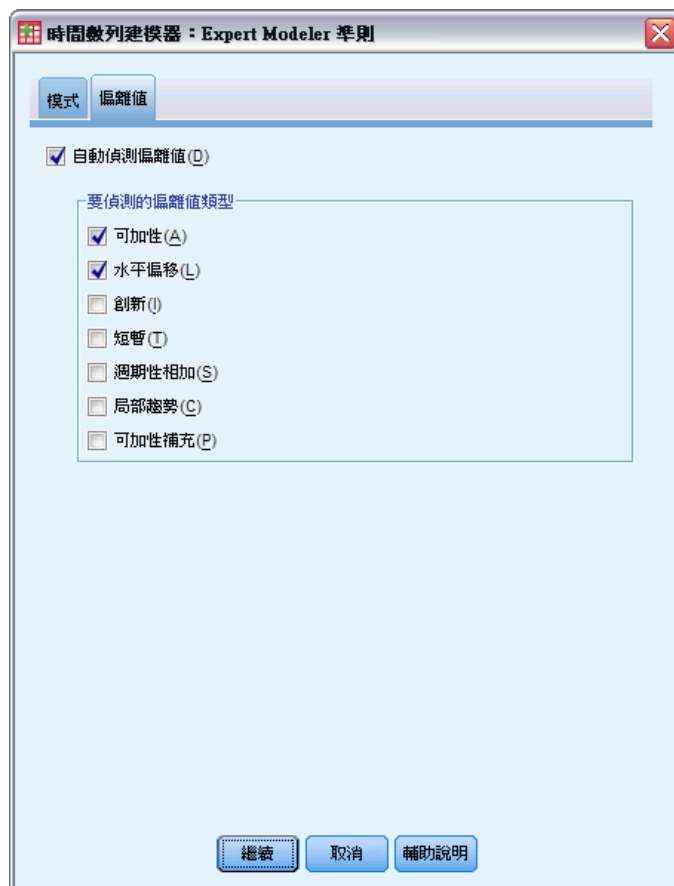 時間數列建模器：Expert Modeler 準則
模式 偏離值
自動偵測偏離值(D)
要偵測的偏離值類型
可加性(A)
水平偏移(L)
創新(I)
短暫(T)
週期性相加(S)
局部趨勢(C)
可加性補充(P)
繼續 取消 輔助說明